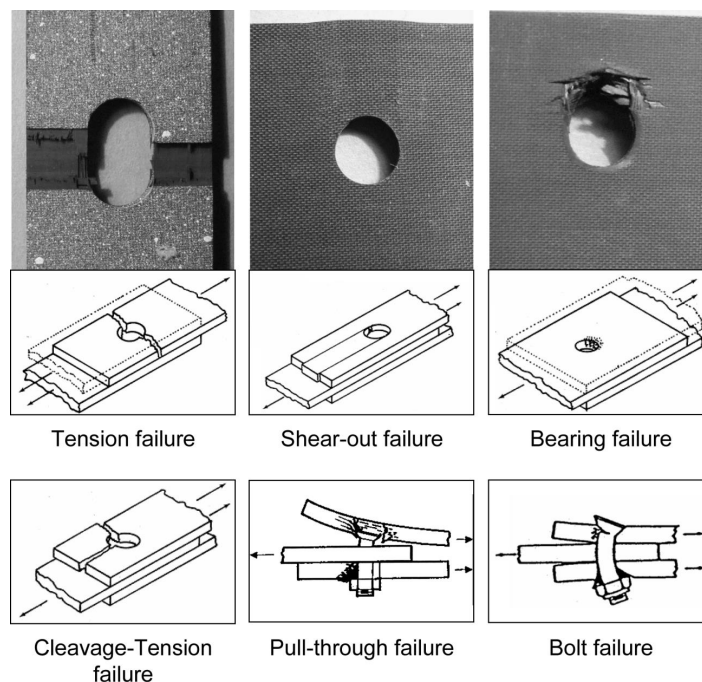 Tension failure
Shear-out failure
Bearing failure
Cleavage-Tension
failure
Pull-through failure
Bolt failure